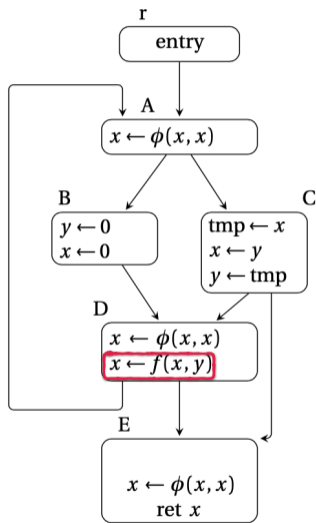 r
entry
A
x ← ϕ(x, x)
B
C
y ← 0
x ← 0
tmp ← x
x ← y
y ← tmp
D
x ← ϕ(x, x)
x ← f(x, y)
E
x ← ϕ(x, x)
ret x